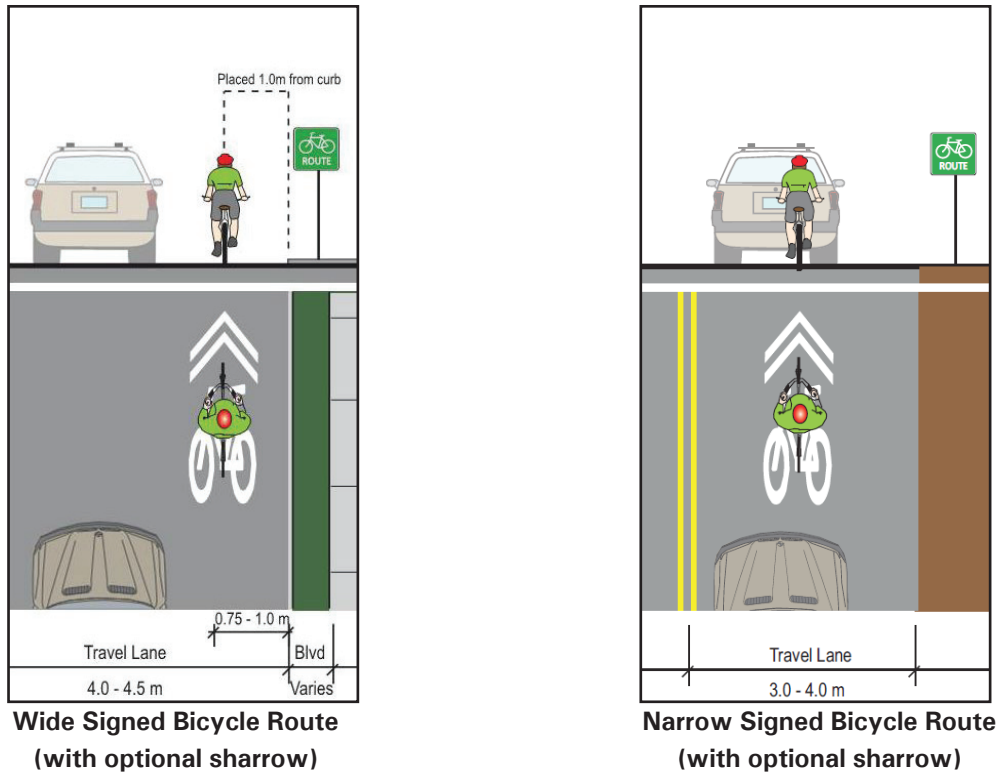 Placed 1.0m from curb
ROUTE
0.75 - 1.0 m
Travel Lane
Blvd
4.0 - 4.5 m
Varies
Wide Signed Bicycle Route
(with optional sharrow)
ROUTE
Travel Lane
3.0 - 4.0 m
Narrow Signed Bicycle Route
(with optional sharrow)